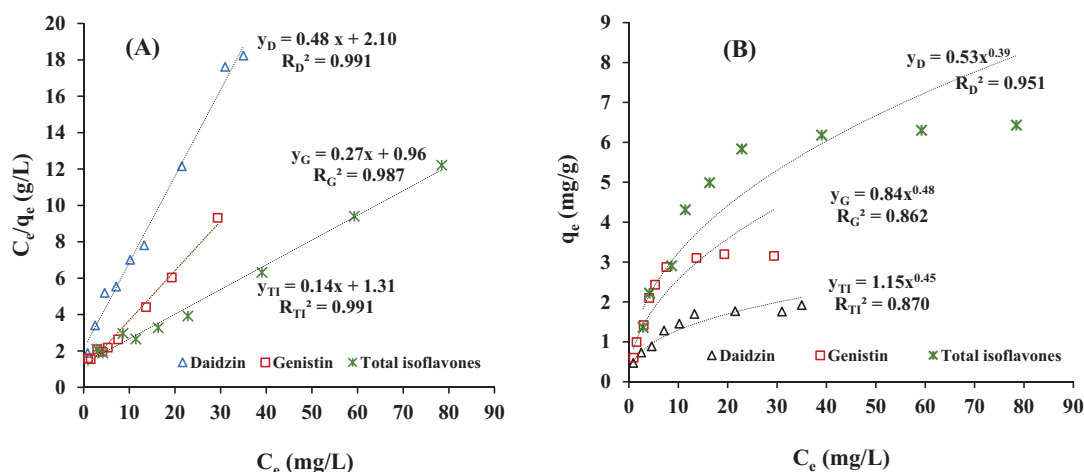 (A)
20
18
16
14
12
10
8
6
4
2
0
Cₑ/qₑ (g/L)
y_D = 0.48 x + 2.10
R_D² = 0.991
y_G = 0.27x + 0.96
R_G² = 0.987
y_TI = 0.14x + 1.31
R_TI² = 0.991
Daidzin Genistin Total isoflavones
0 10 20 30 40 50 60 70 80 90
Cₑ (mg/L)
(B)
9
8
7
6
5
4
3
2
1
0
qₑ (mg/g)
y_D = 0.53x^0.39
R_D² = 0.951
y_G = 0.84x^0.48
R_G² = 0.862
y_TI = 1.15x^0.45
R_TI² = 0.870
Daidzin Genistin Total isoflavones
0 10 20 30 40 50 60 70 80 90
Cₑ (mg/L)